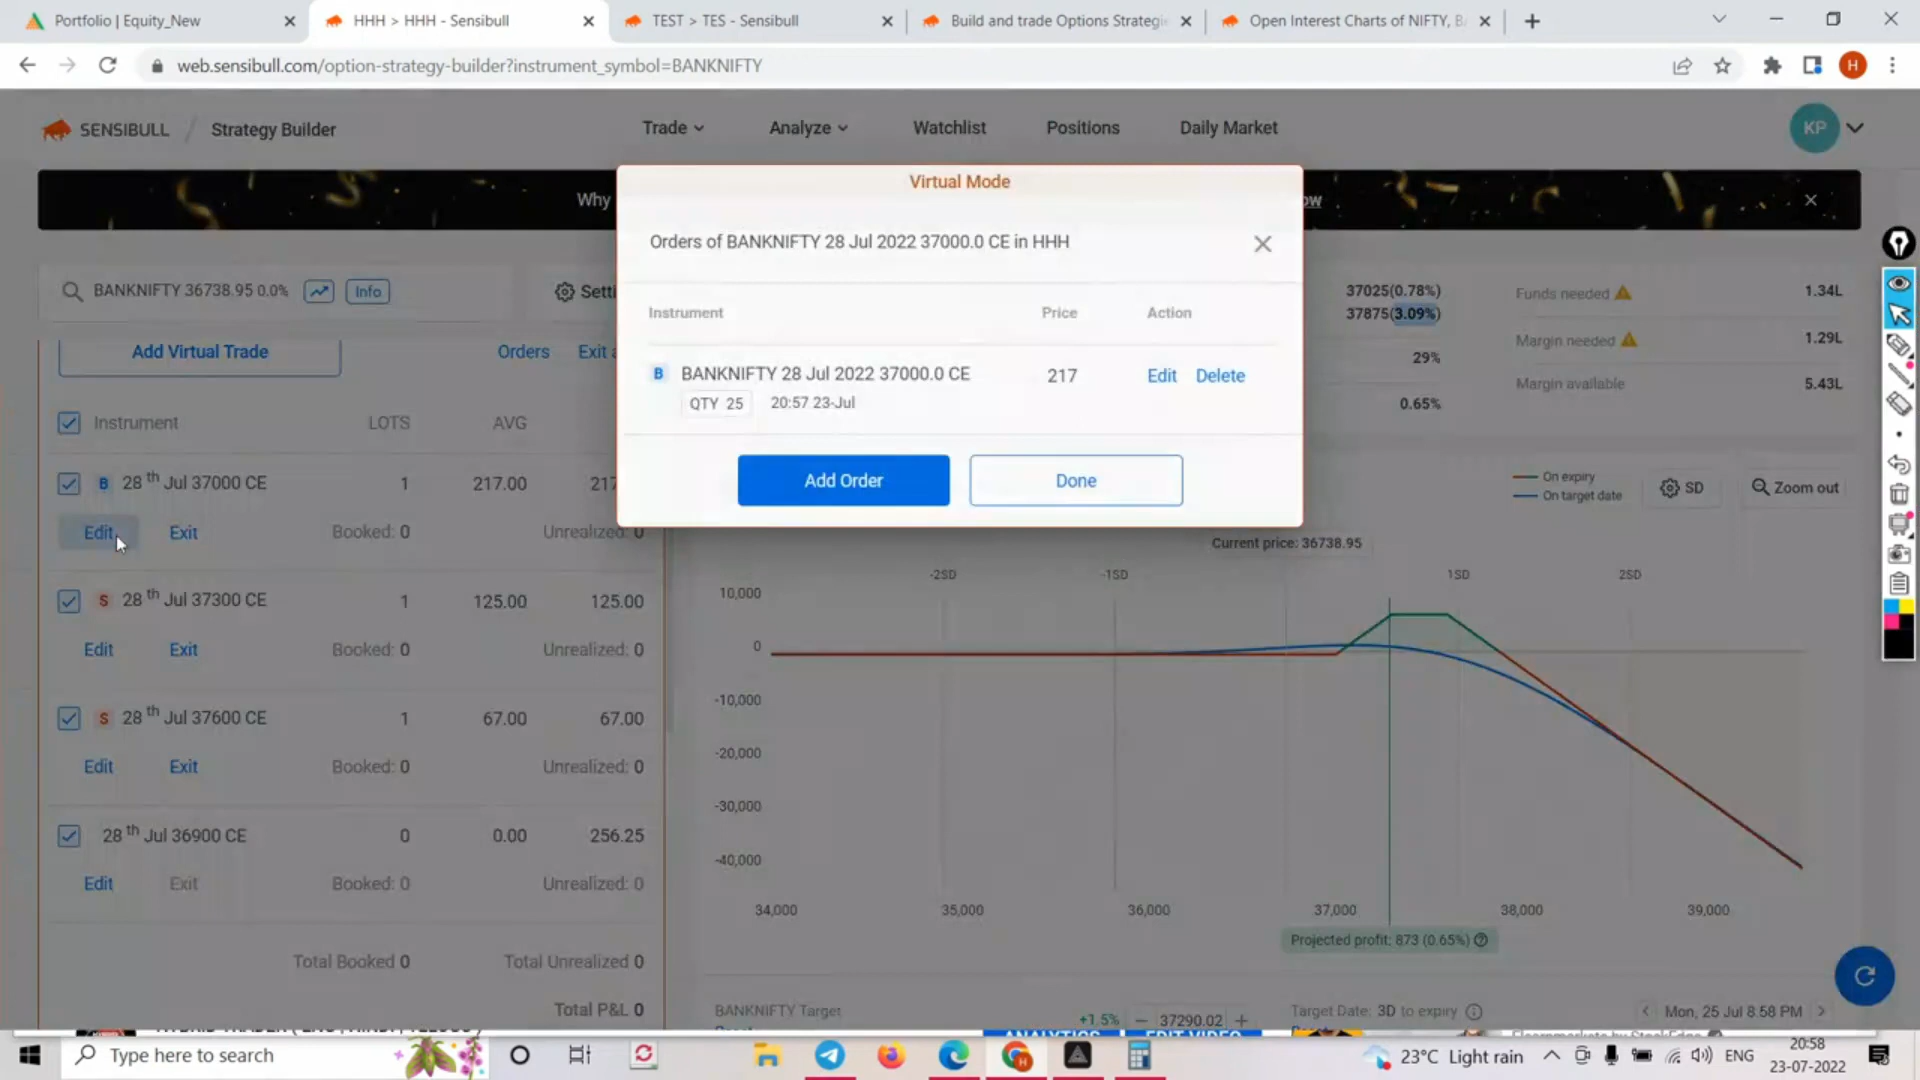 Portfolio | Equity_New
HHH > HHH - Sensibull
TEST > TES - Sensibull
Build and trade Options Strategie
Open Interest Charts of NIFTY, B
web.sensibull.com/option-strategy-builder?instrument_symbol=BANKNIFTY
H
SENSIBULL / Strategy Builder
Trade
Analyze
Watchlist
Positions
Daily Market
KP
Why
ow
Virtual Mode
Orders of BANKNIFTY 28 Jul 2022 37000.0 CE in HHH
Instrument Price Action
B BANKNIFTY 28 Jul 2022 37000.0 CE 217 Edit Delete
QTY 25 20:57 23-Jul
Add Order Done
BANKNIFTY 36738.95 0.0% Info
Setti
Add Virtual Trade Orders Exit a
Instrument LOTS AVG
B 28th Jul 37000 CE 1 217.00 217
Edit Exit Booked: 0 Unrealized: 0
S 28th Jul 37300 CE 1 125.00 125.00
Edit Exit Booked: 0 Unrealized: 0
S 28th Jul 37600 CE 1 67.00 67.00
Edit Exit Booked: 0 Unrealized: 0
28th Jul 36900 CE 0 0.00 256.25
Edit Exit Booked: 0 Unrealized: 0
Total Booked 0 Total Unrealized 0
Total P&L 0
37025(0.78%)
37875(3.09%)
29%
0.65%
Funds needed 1.34L
Margin needed 1.29L
Margin available 5.43L
On expiry
On target date
SD
Zoom out
Current price: 36738.95
-2SD -1SD 1SD 2SD
10,000
0
-10,000
-20,000
-30,000
-40,000
34,000 35,000 36,000 37,000 38,000 39,000
Projected profit: 873 (0.65%)
BANKNIFTY Target +1.5% − 37290.02 +
Target Date: 3D to expiry Mon, 25 Jul 8:58 PM
Type here to search
23°C Light rain
ENG
20:58
23-07-2022